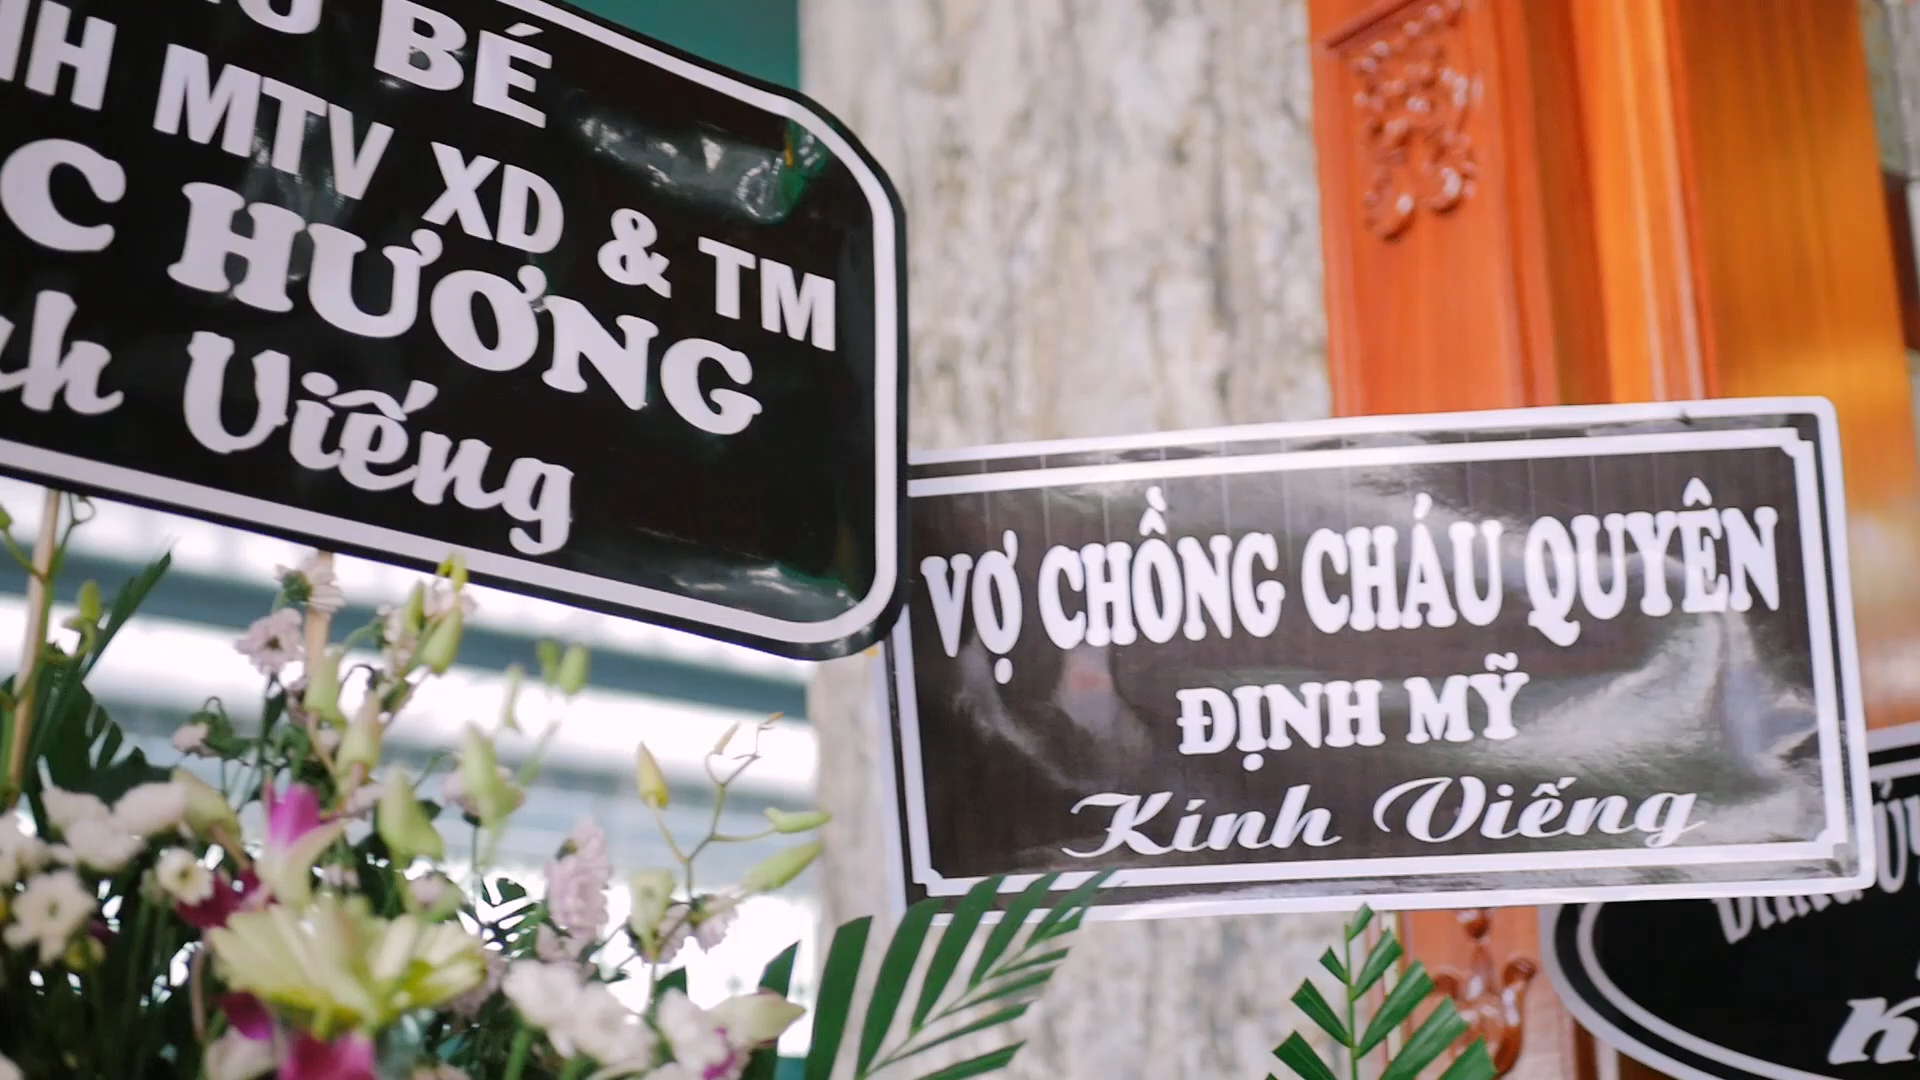 BÉ
MTV XD & TM
HƯƠNG
Viếng
VỢ CHỒNG CHÁU QUYÊN
ĐỊNH MỸ
Kính Viếng